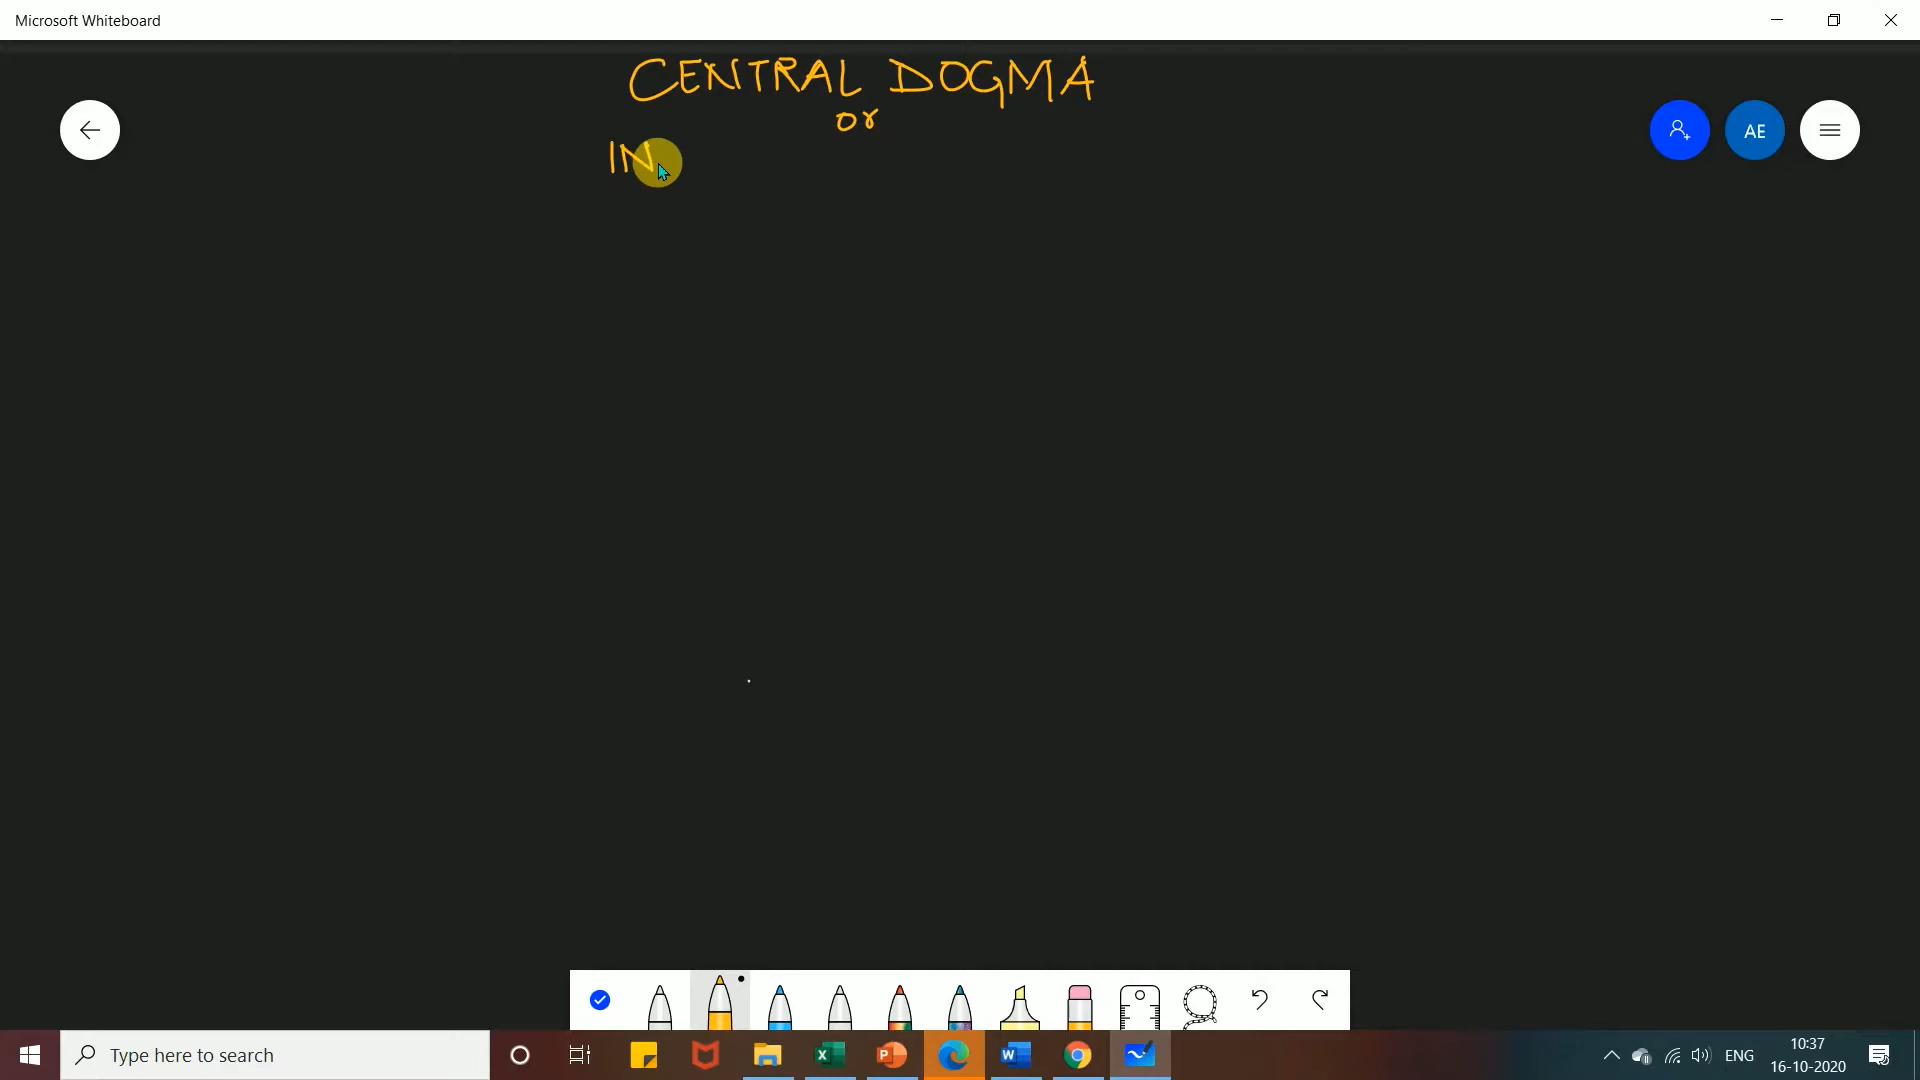 Microsoft Whiteboard
CENTRAL DOGMA
or
IN
AE
Type here to search
ENG
10:37
16-10-2020